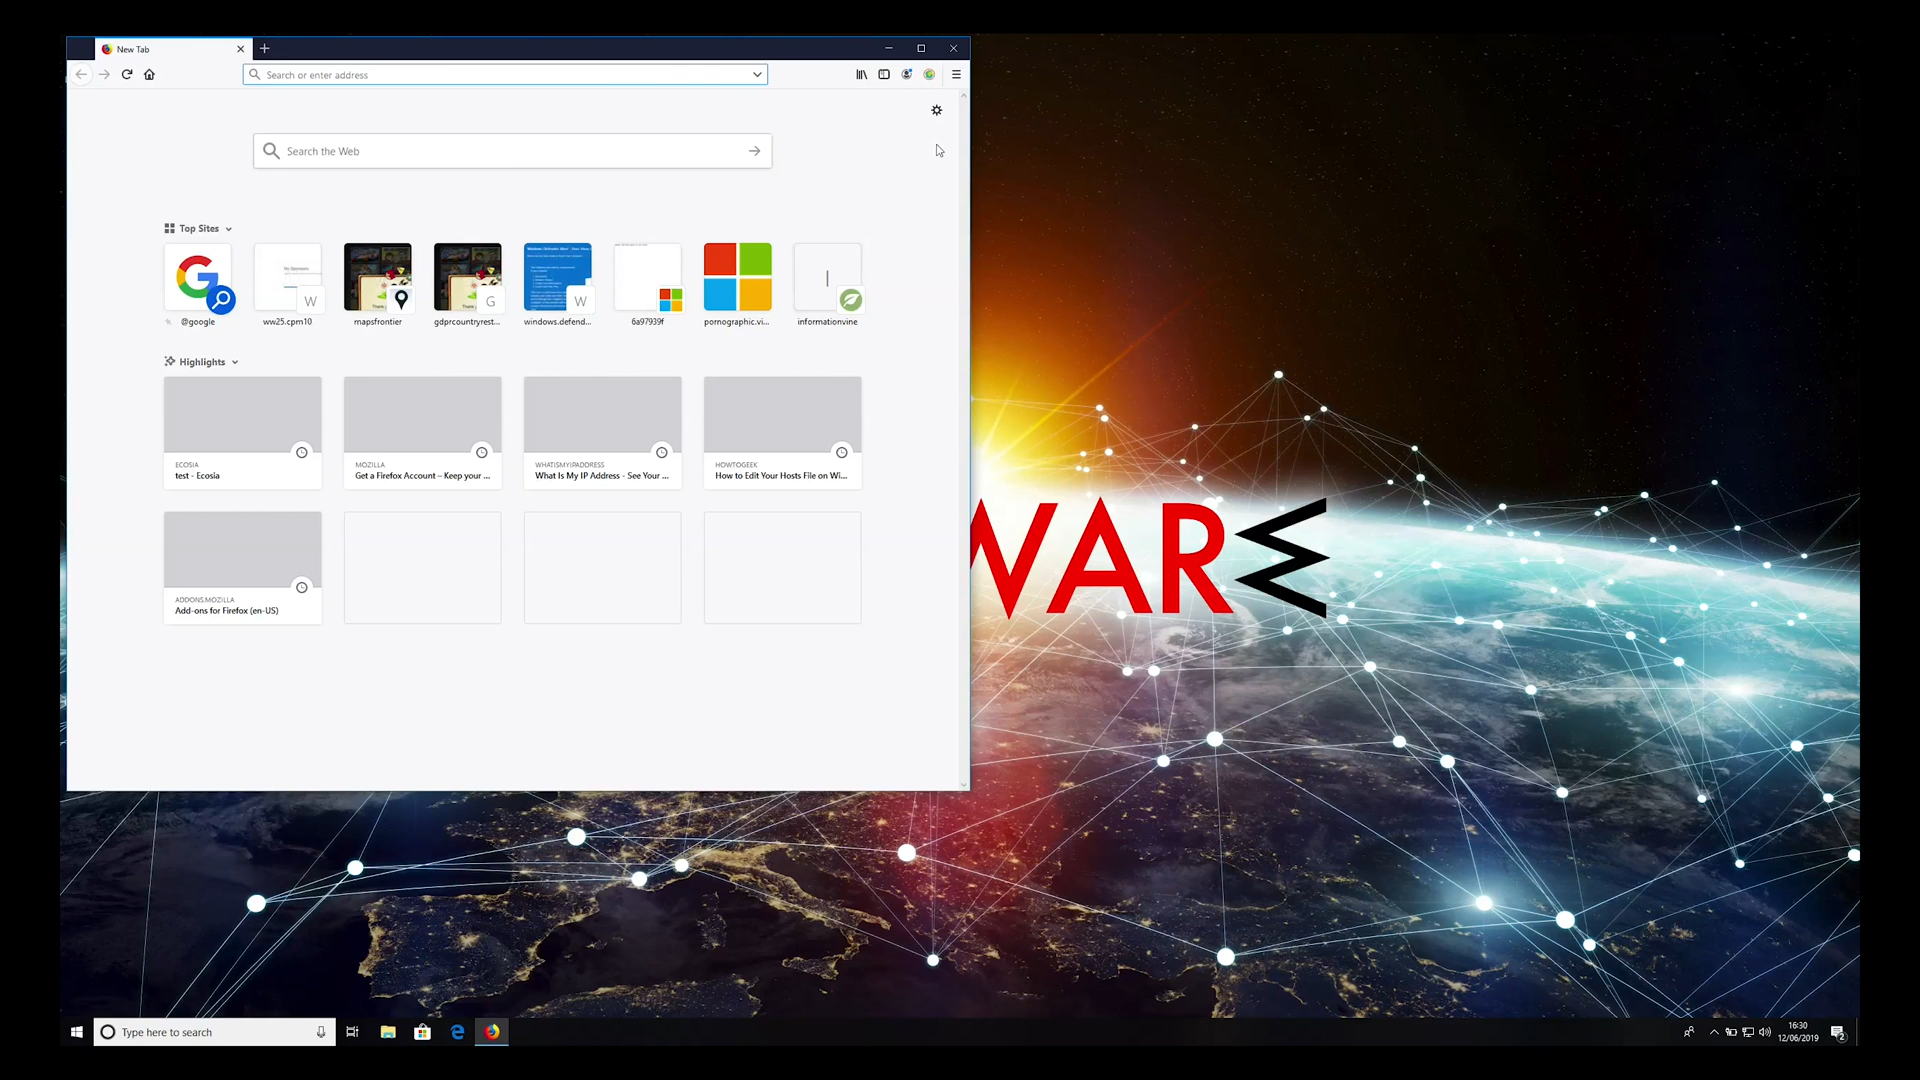 New Tab
Search or enter address
Search the Web
Top Sites
W
G
W
@google
ww25.cpm10
mapsfrontier
gdprcountryrest...
windows.defend...
6a97939f
pornographic.vi...
informationvine
Highlights
ECOSIA
test - Ecosia
MOZILLA
Get a Firefox Account – Keep your ...
WHATISMYIPADDRESS
What Is My IP Address - See Your ...
HOWTOGEEK
How to Edit Your Hosts File on Wi...
WARE
ADDONS.MOZILLA
Add-ons for Firefox (en-US)
Type here to search
16:30
12/06/2019
2